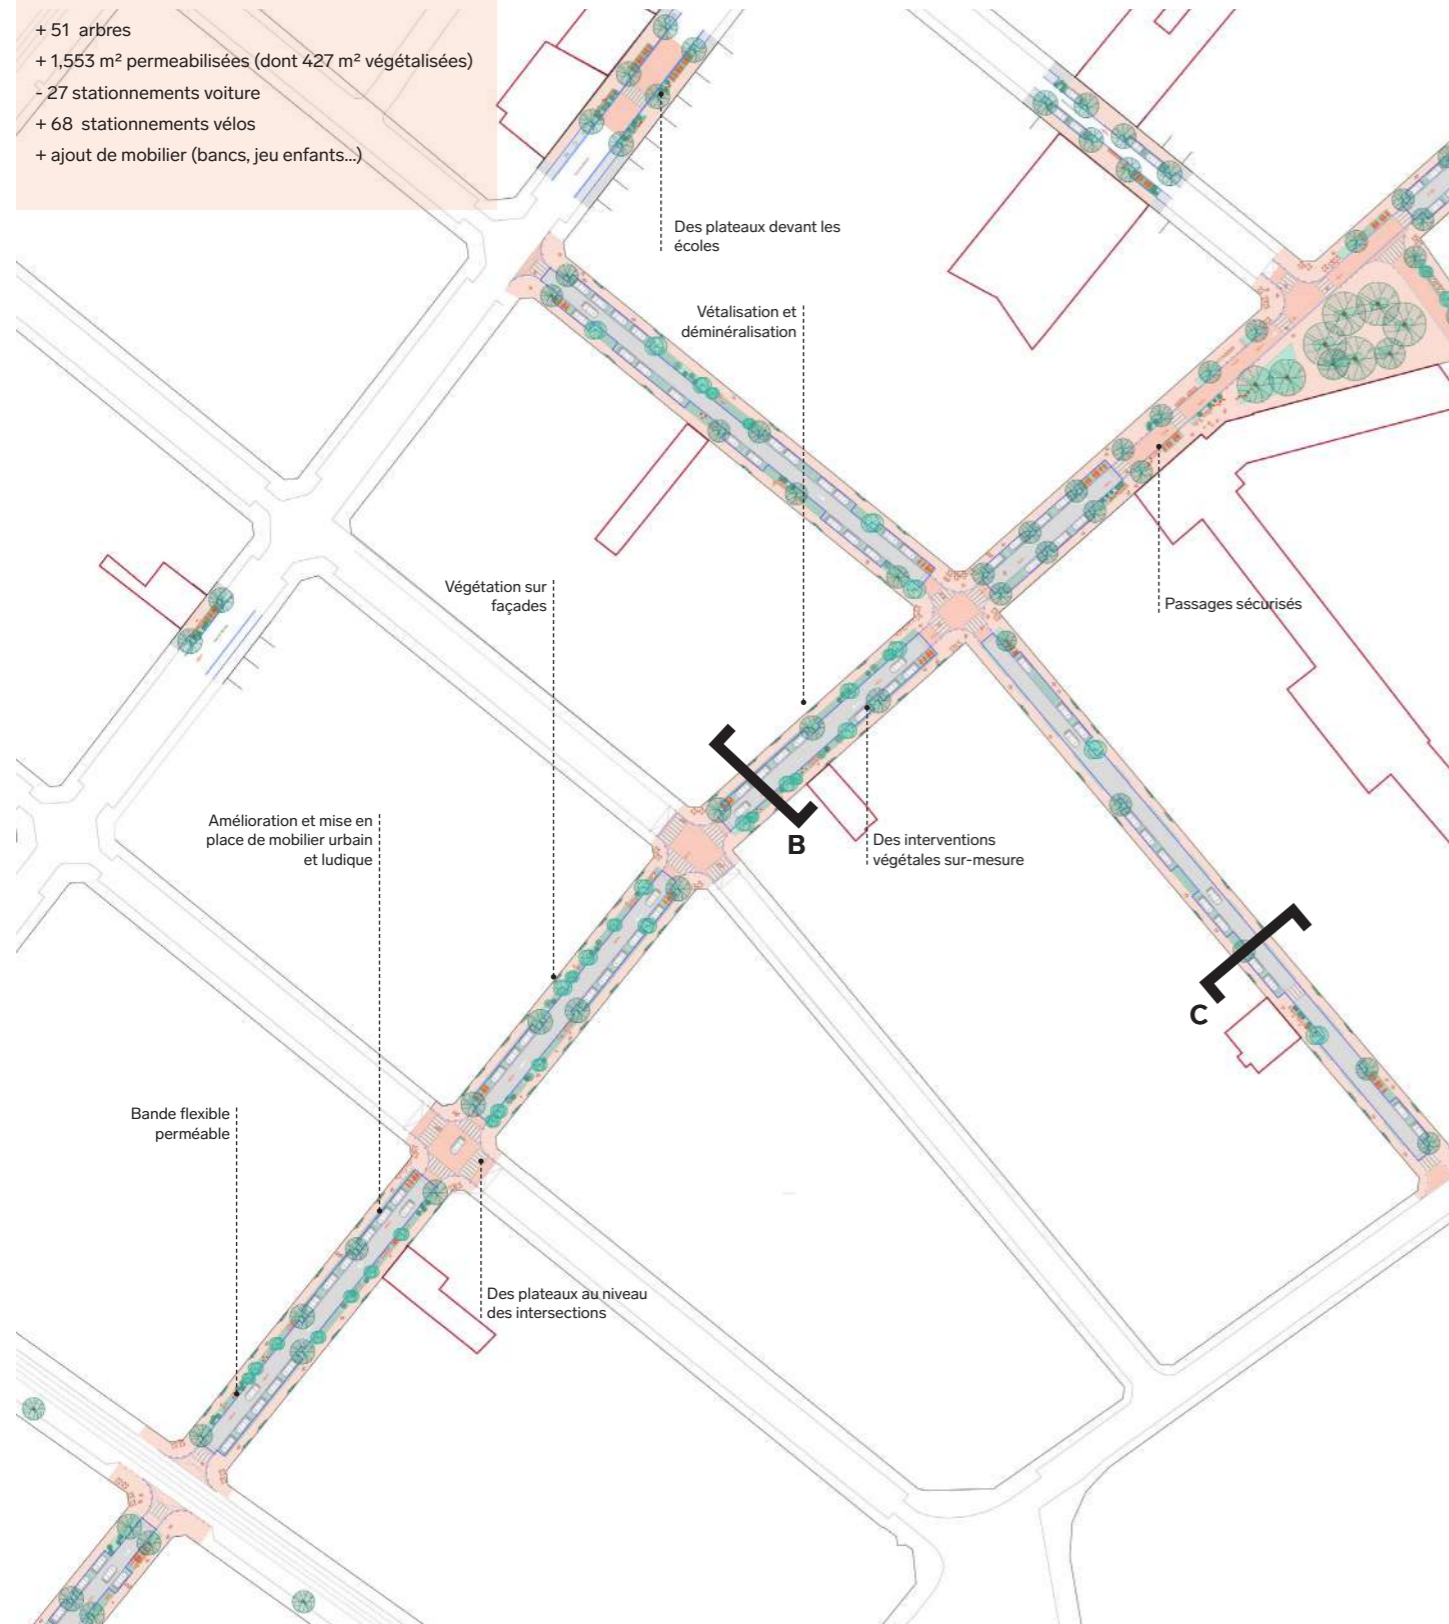 + 51 arbres
+ 1,553 m² permeabilisées (dont 427 m² végétalisées)
- 27 stationnements voiture
+ 68 stationnements vélos
+ ajout de mobilier (bancs, jeu enfants...)
Des plateaux devant les
écoles
Vétalisation et
déminéralisation
Végétation sur
façades
Passages sécurisés
Amélioration et mise en
place de mobilier urbain
et ludique
B
Des interventions
végétales sur-mesure
C
Bande flexible
perméable
Des plateaux au niveau
des intersections